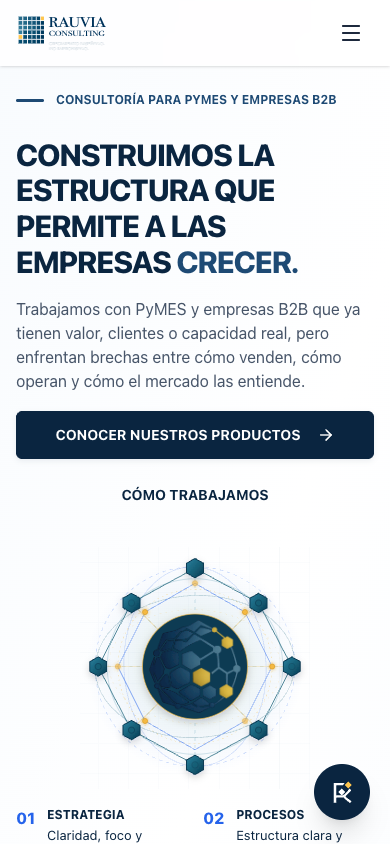 RAUVIA
CONSULTING
CONSULTORÍA PARA PYMES Y EMPRESAS B2B
CONSTRUIMOS LA
ESTRUCTURA QUE
PERMITE A LAS
EMPRESAS CRECER.
Trabajamos con PyMES y empresas B2B que ya
tienen valor, clientes o capacidad real, pero
enfrentan brechas entre cómo venden, cómo
operan y cómo el mercado las entiende.
CONOCER NUESTROS PRODUCTOS
CÓMO TRABAJAMOS
01 ESTRATEGIA
Claridad, foco y
02 PROCESOS
Estructura clara y